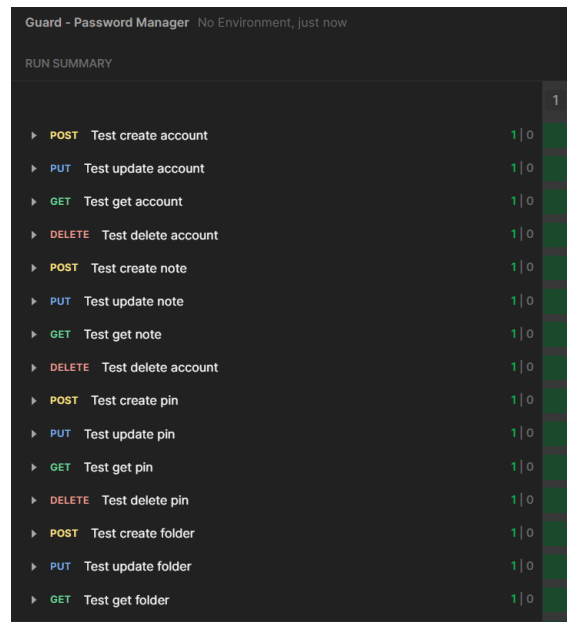 Guard - Password Manager No Environment, just now
RUN SUMMARY
1
POST Test create account 1 | 0
PUT Test update account 1 | 0
GET Test get account 1 | 0
DELETE Test delete account 1 | 0
POST Test create note 1 | 0
PUT Test update note 1 | 0
GET Test get note 1 | 0
DELETE Test delete account 1 | 0
POST Test create pin 1 | 0
PUT Test update pin 1 | 0
GET Test get pin 1 | 0
DELETE Test delete pin 1 | 0
POST Test create folder 1 | 0
PUT Test update folder 1 | 0
GET Test get folder 1 | 0